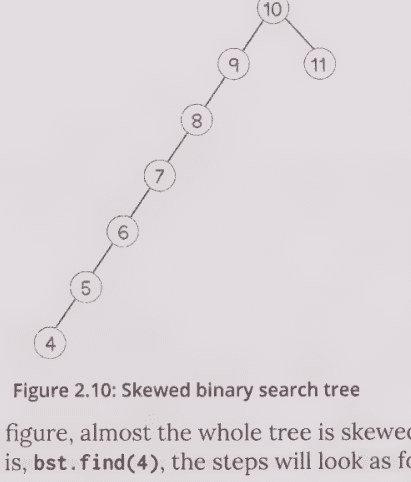 10
9
11
8
7
6
5
4
Figure 2.10: Skewed binary search tree
figure, almost the whole tree is skewed
is, bst.find(4), the steps will look as fo